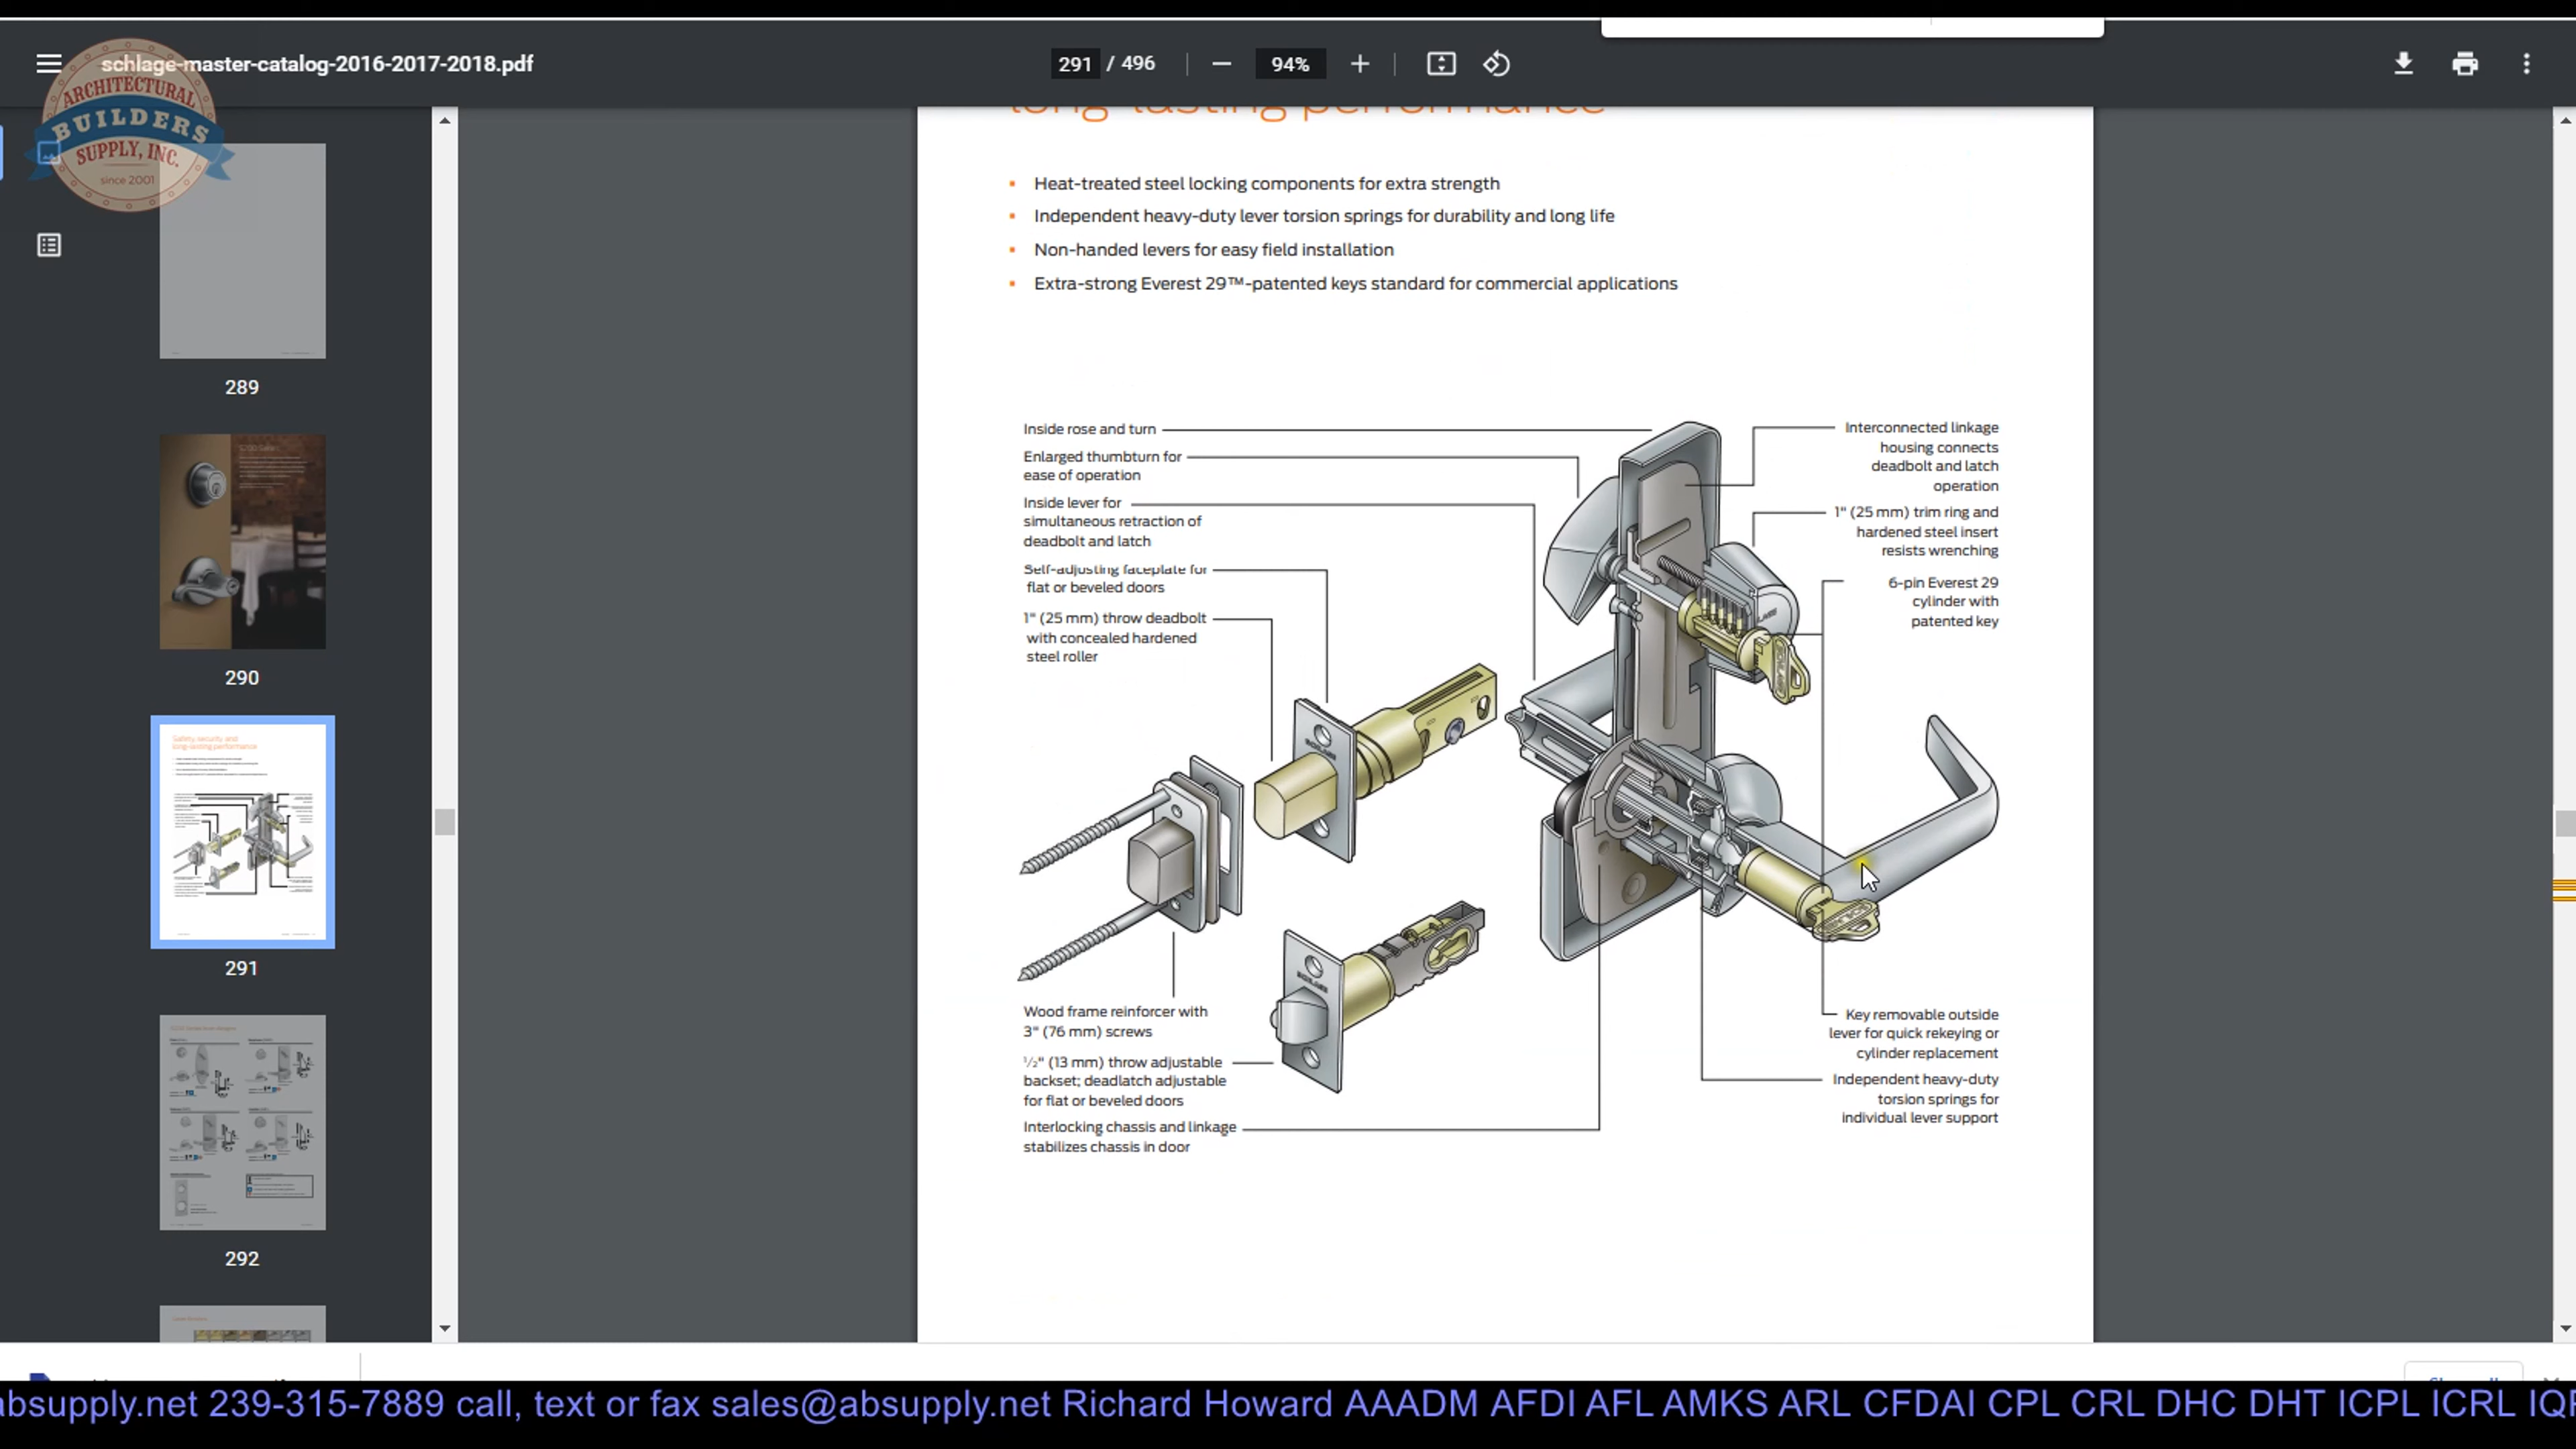 schlage-master-catalog-2016-2017-2018.pdf
291 / 496
94%
ARCHITECTURAL
BUILDERS
SUPPLY, INC.
since 2001
289
290
291
292
Safety, security and
long-lasting performance
long-lasting performance
▪ Heat-treated steel locking components for extra strength
▪ Independent heavy-duty lever torsion springs for durability and long life
▪ Non-handed levers for easy field installation
▪ Extra-strong Everest 29™-patented keys standard for commercial applications
Inside rose and turn
Enlarged thumbturn for
ease of operation
Inside lever for
simultaneous retraction of
deadbolt and latch
Self-adjusting faceplate for
flat or beveled doors
1" (25 mm) throw deadbolt
with concealed hardened
steel roller
Wood frame reinforcer with
3" (76 mm) screws
½" (13 mm) throw adjustable
backset; deadlatch adjustable
for flat or beveled doors
Interlocking chassis and linkage
stabilizes chassis in door
Interconnected linkage
housing connects
deadbolt and latch
operation
1" (25 mm) trim ring and
hardened steel insert
resists wrenching
6-pin Everest 29
cylinder with
patented key
Key removable outside
lever for quick rekeying or
cylinder replacement
Independent heavy-duty
torsion springs for
individual lever support
absupply.net 239-315-7889 call, text or fax sales@absupply.net Richard Howard AAADM AFDI AFL AMKS ARL CFDAI CPL CRL DHC DHT ICPL ICRL